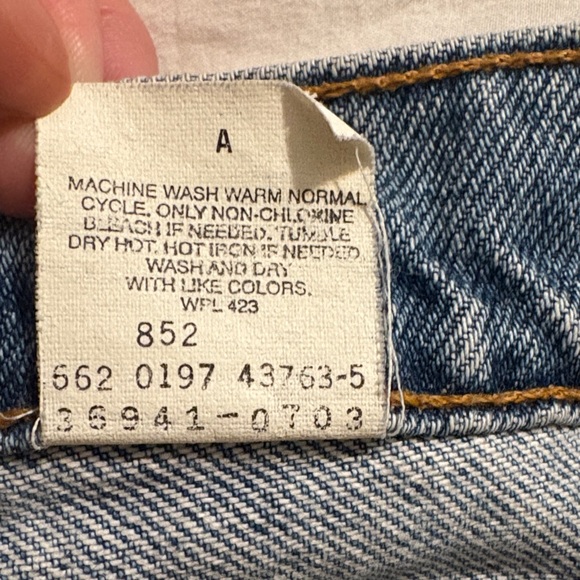 A
MACHINE WASH WARM NORMAL
CYCLE. ONLY NON-CHLORINE
BLEACH IF NEEDED. TUMBLE
DRY HOT. HOT IRON IF NEEDED
WASH AND DRY
WITH LIKE COLORS.
WPL 423
852
562 0197 43763-5
36941-0703